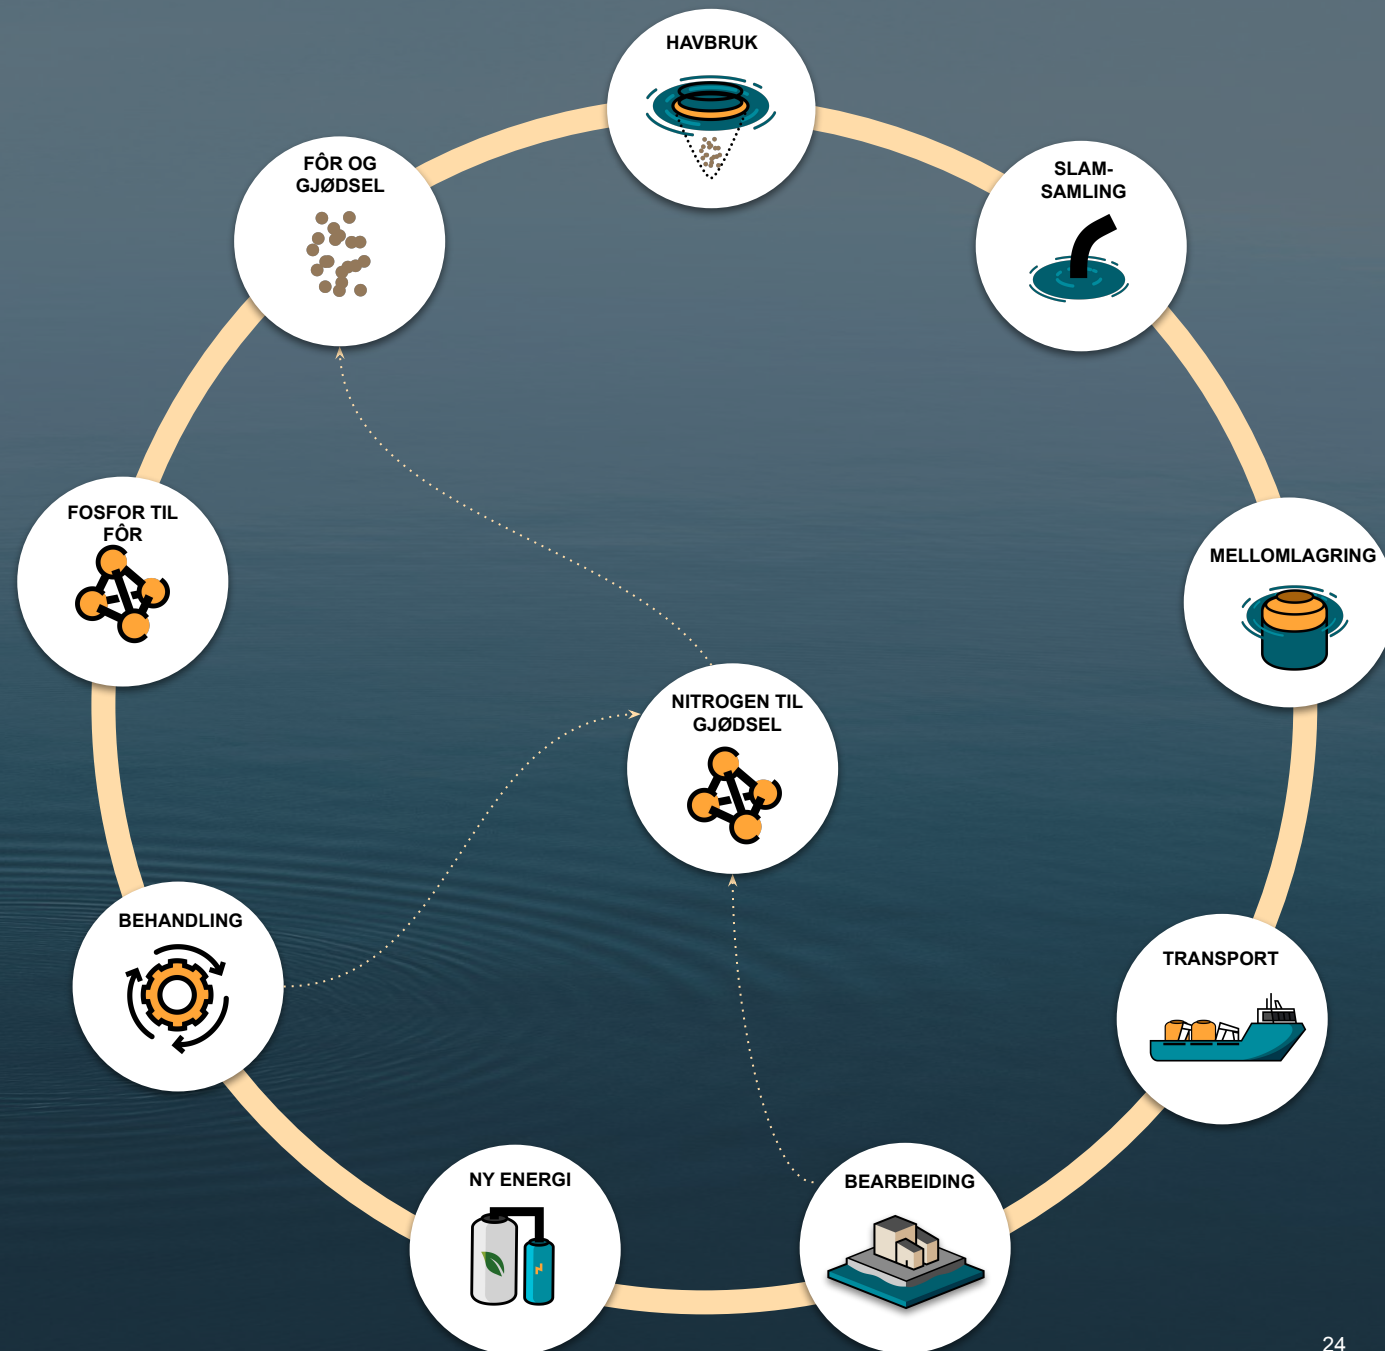 HAVBRUK
SLAM-
SAMLING
MELLOMLAGRING
TRANSPORT
BEARBEIDING
NY ENERGI
BEHANDLING
FOSFOR TIL
FÔR
FÔR OG
GJØDSEL
NITROGEN TIL
GJØDSEL
24